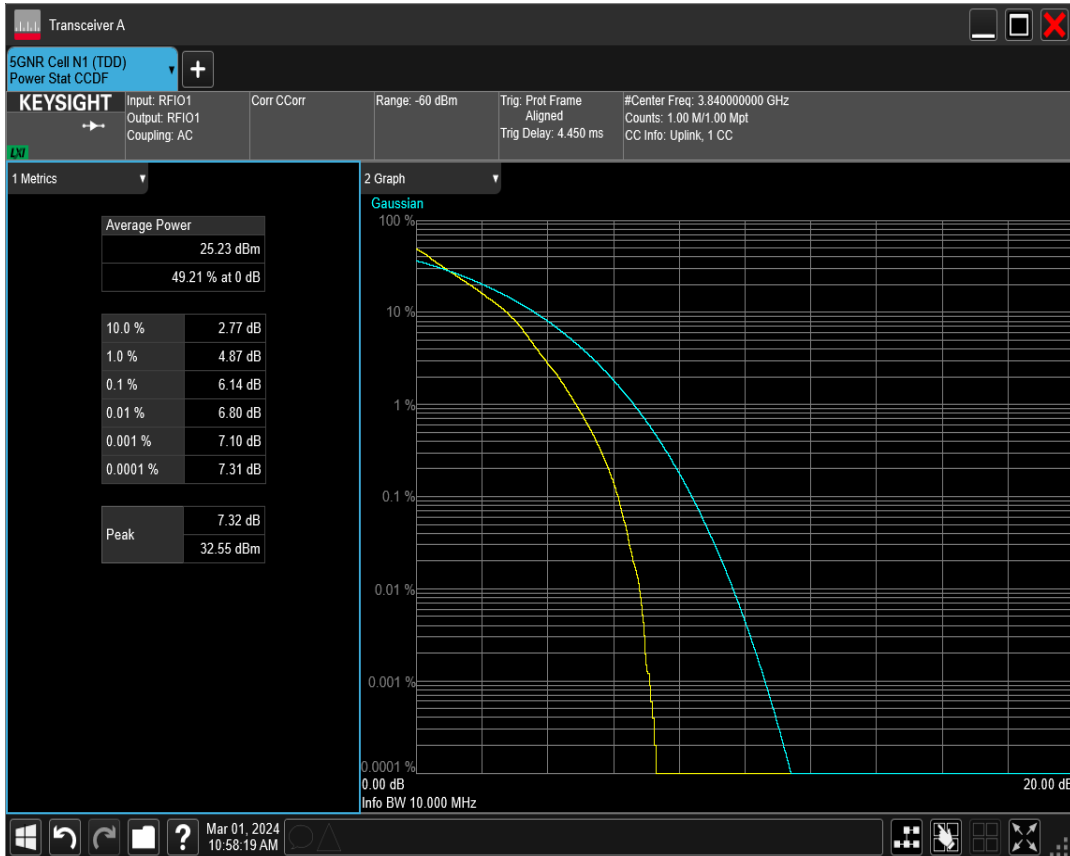 Transceiver A
5GNR Cell N1 (TDD)
Power Stat CCDF
+
KEYSIGHT
LXI
Input: RFIO1
Output: RFIO1
Coupling: AC
Corr CCorr
Range: -60 dBm
Trig: Prot Frame
Aligned
Trig Delay: 4.450 ms
#Center Freq: 3.840000000 GHz
Counts: 1.00 M/1.00 Mpt
CC Info: Uplink, 1 CC
1 Metrics
Average Power
25.23 dBm
49.21 % at 0 dB
10.0 % 2.77 dB
1.0 % 4.87 dB
0.1 % 6.14 dB
0.01 % 6.80 dB
0.001 % 7.10 dB
0.0001 % 7.31 dB
Peak
7.32 dB
32.55 dBm
2 Graph
Gaussian
100 %
10 %
1 %
0.1 %
0.01 %
0.001 %
0.0001 %
0.00 dB 20.00 dB
Info BW 10.000 MHz
?
Mar 01, 2024
10:58:19 AM